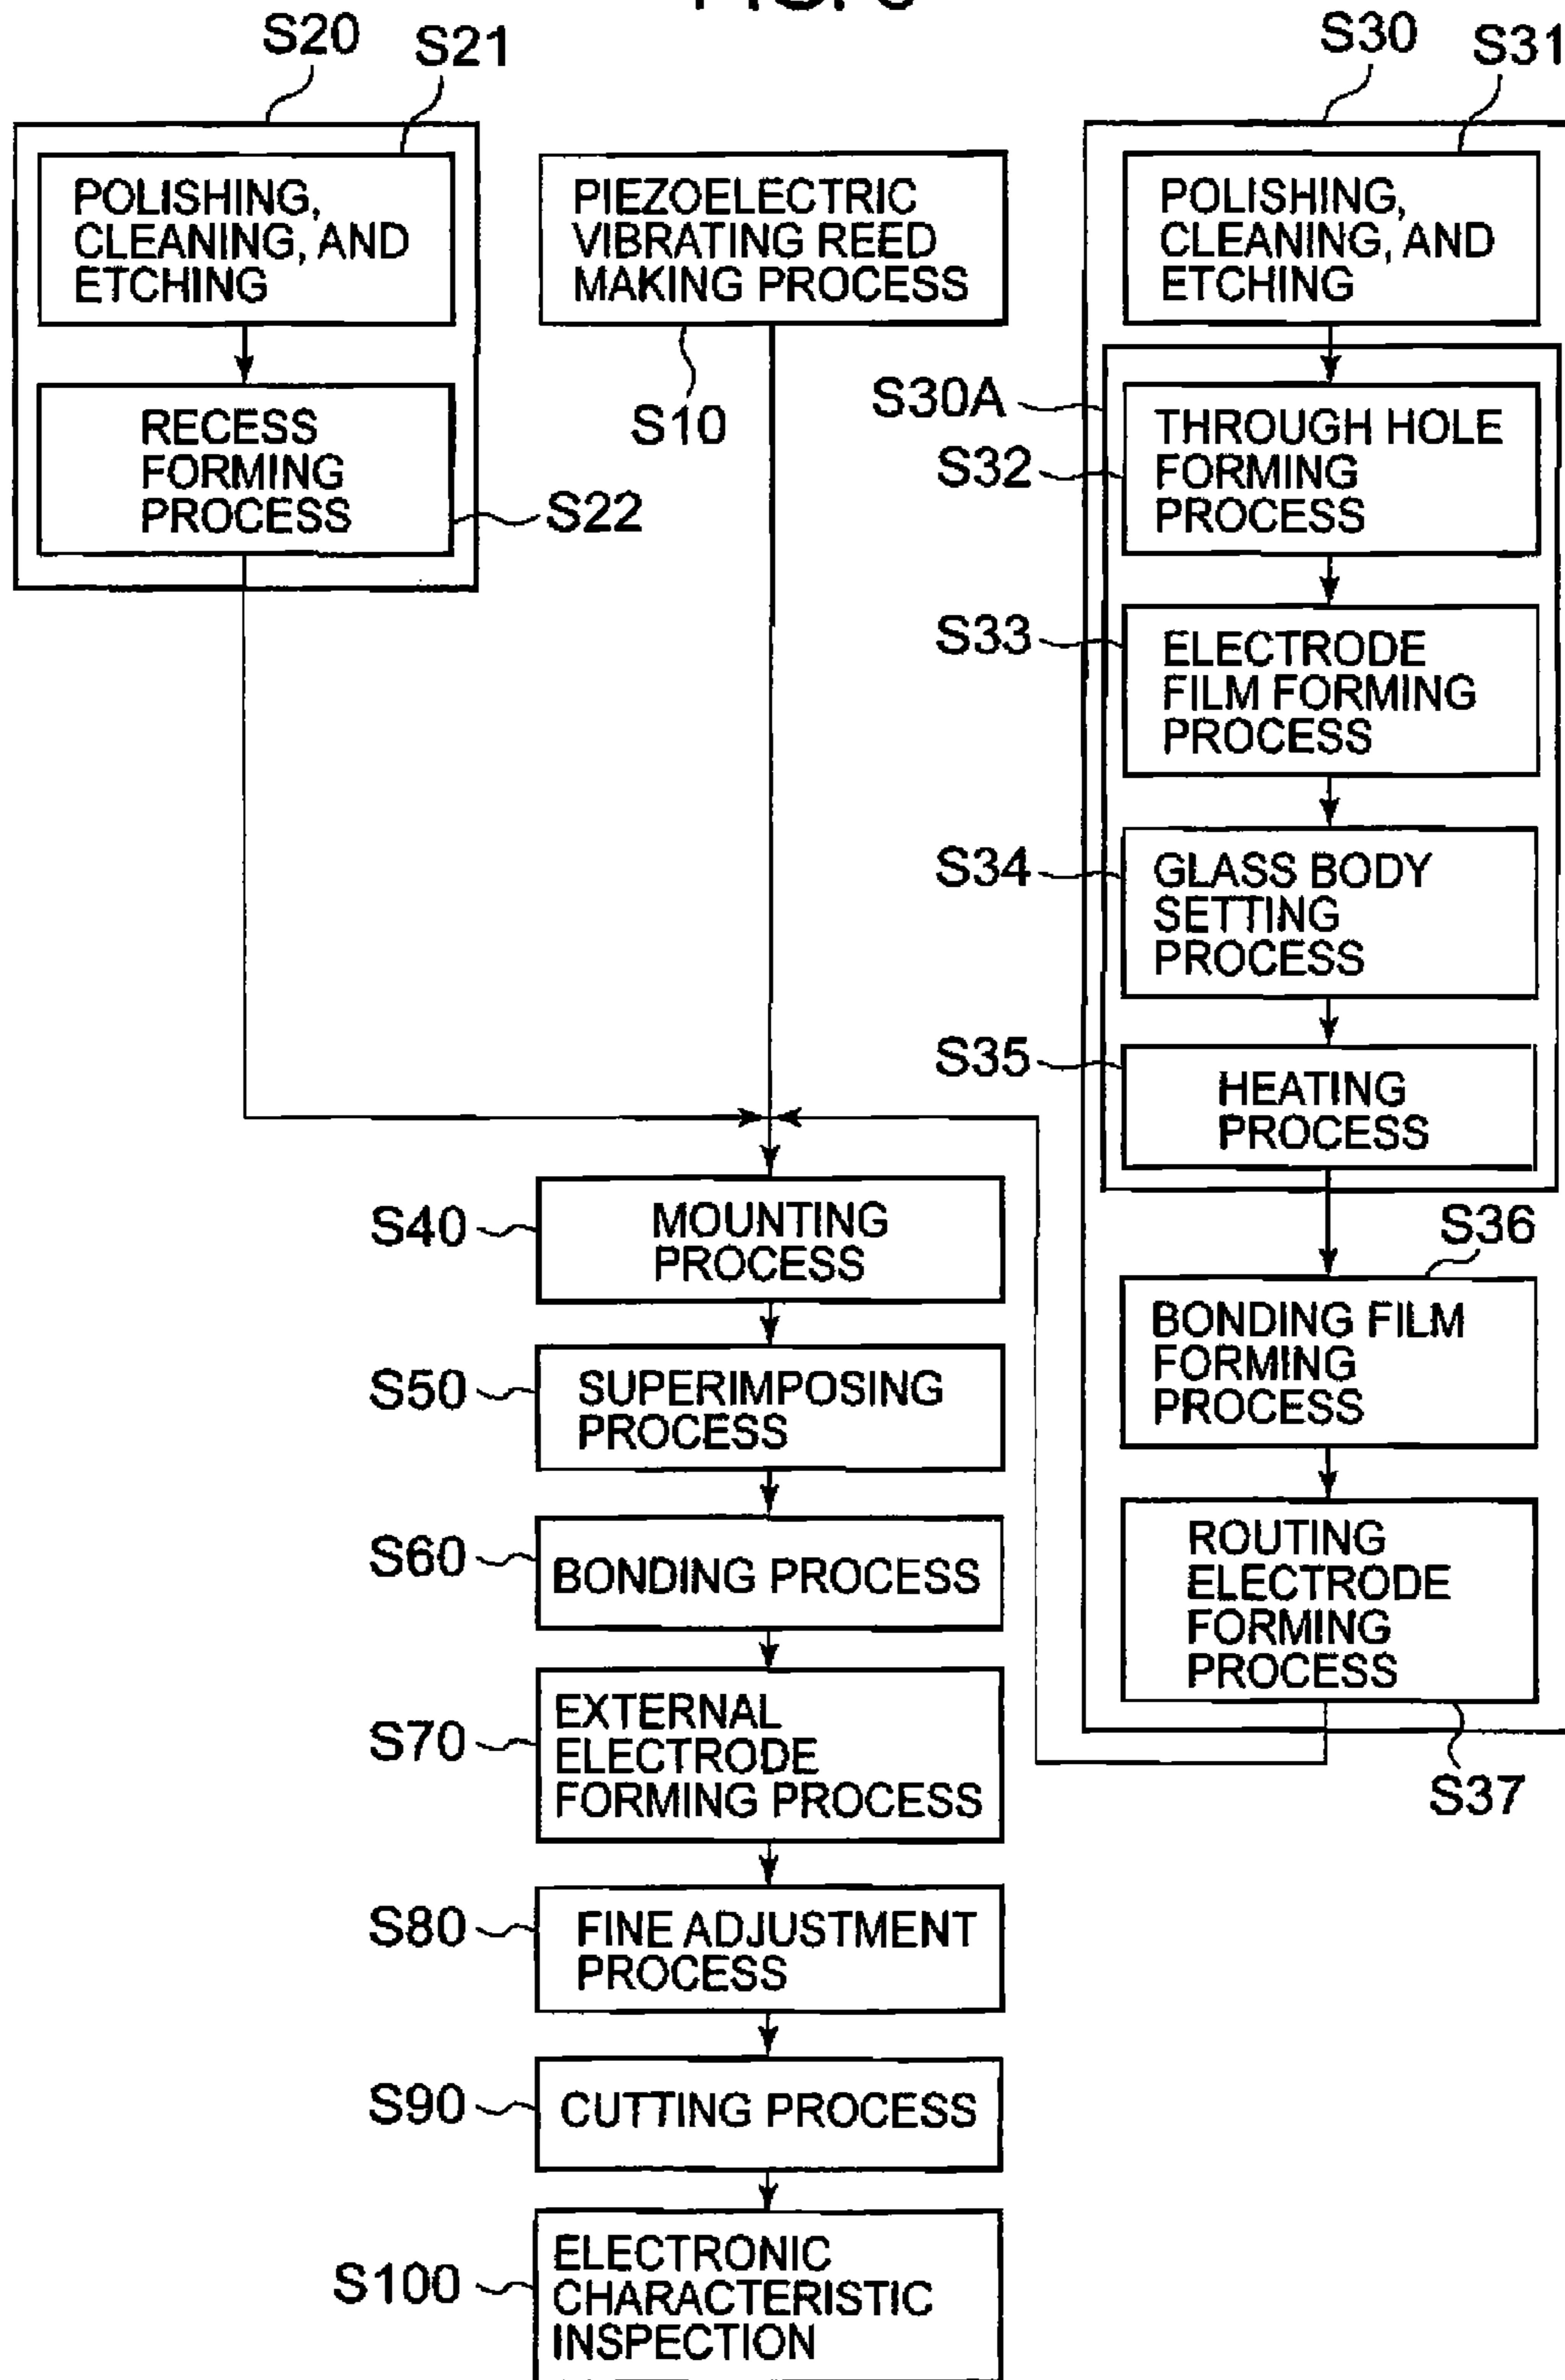 S20
S21
S30
S31
POLISHING,
CLEANING, AND
ETCHING
PIEZOELECTRIC
VIBRATING REED
MAKING PROCESS
POLISHING,
CLEANING, AND
ETCHING
S10
RECESS
FORMING
PROCESS
S22
S30A
S32
THROUGH HOLE
FORMING
PROCESS
S33
ELECTRODE
FILM FORMING
PROCESS
S34
GLASS BODY
SETTING
PROCESS
S35
HEATING
PROCESS
S40
MOUNTING
PROCESS
S36
BONDING FILM
FORMING
PROCESS
S50
SUPERIMPOSING
PROCESS
S60
BONDING PROCESS
ROUTING
ELECTRODE
FORMING
PROCESS
S37
S70
EXTERNAL
ELECTRODE
FORMING PROCESS
S80
FINE ADJUSTMENT
PROCESS
S90
CUTTING PROCESS
S100
ELECTRONIC
CHARACTERISTIC
INSPECTION